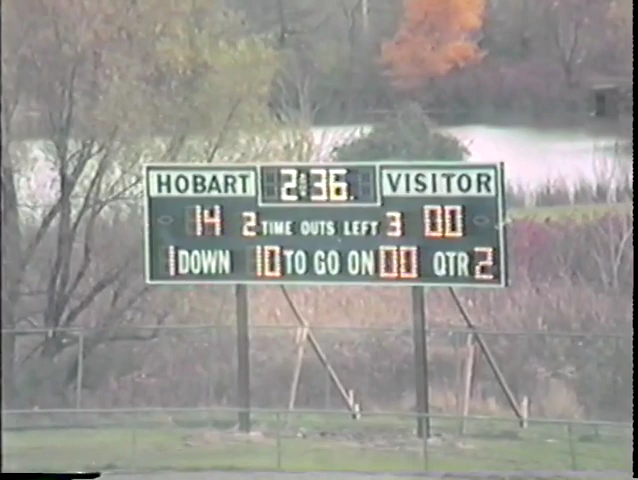 HOBART 2:36 VISITOR
14 2 TIME OUTS LEFT 3 00
1 DOWN 10 TO GO ON 00 QTR 2